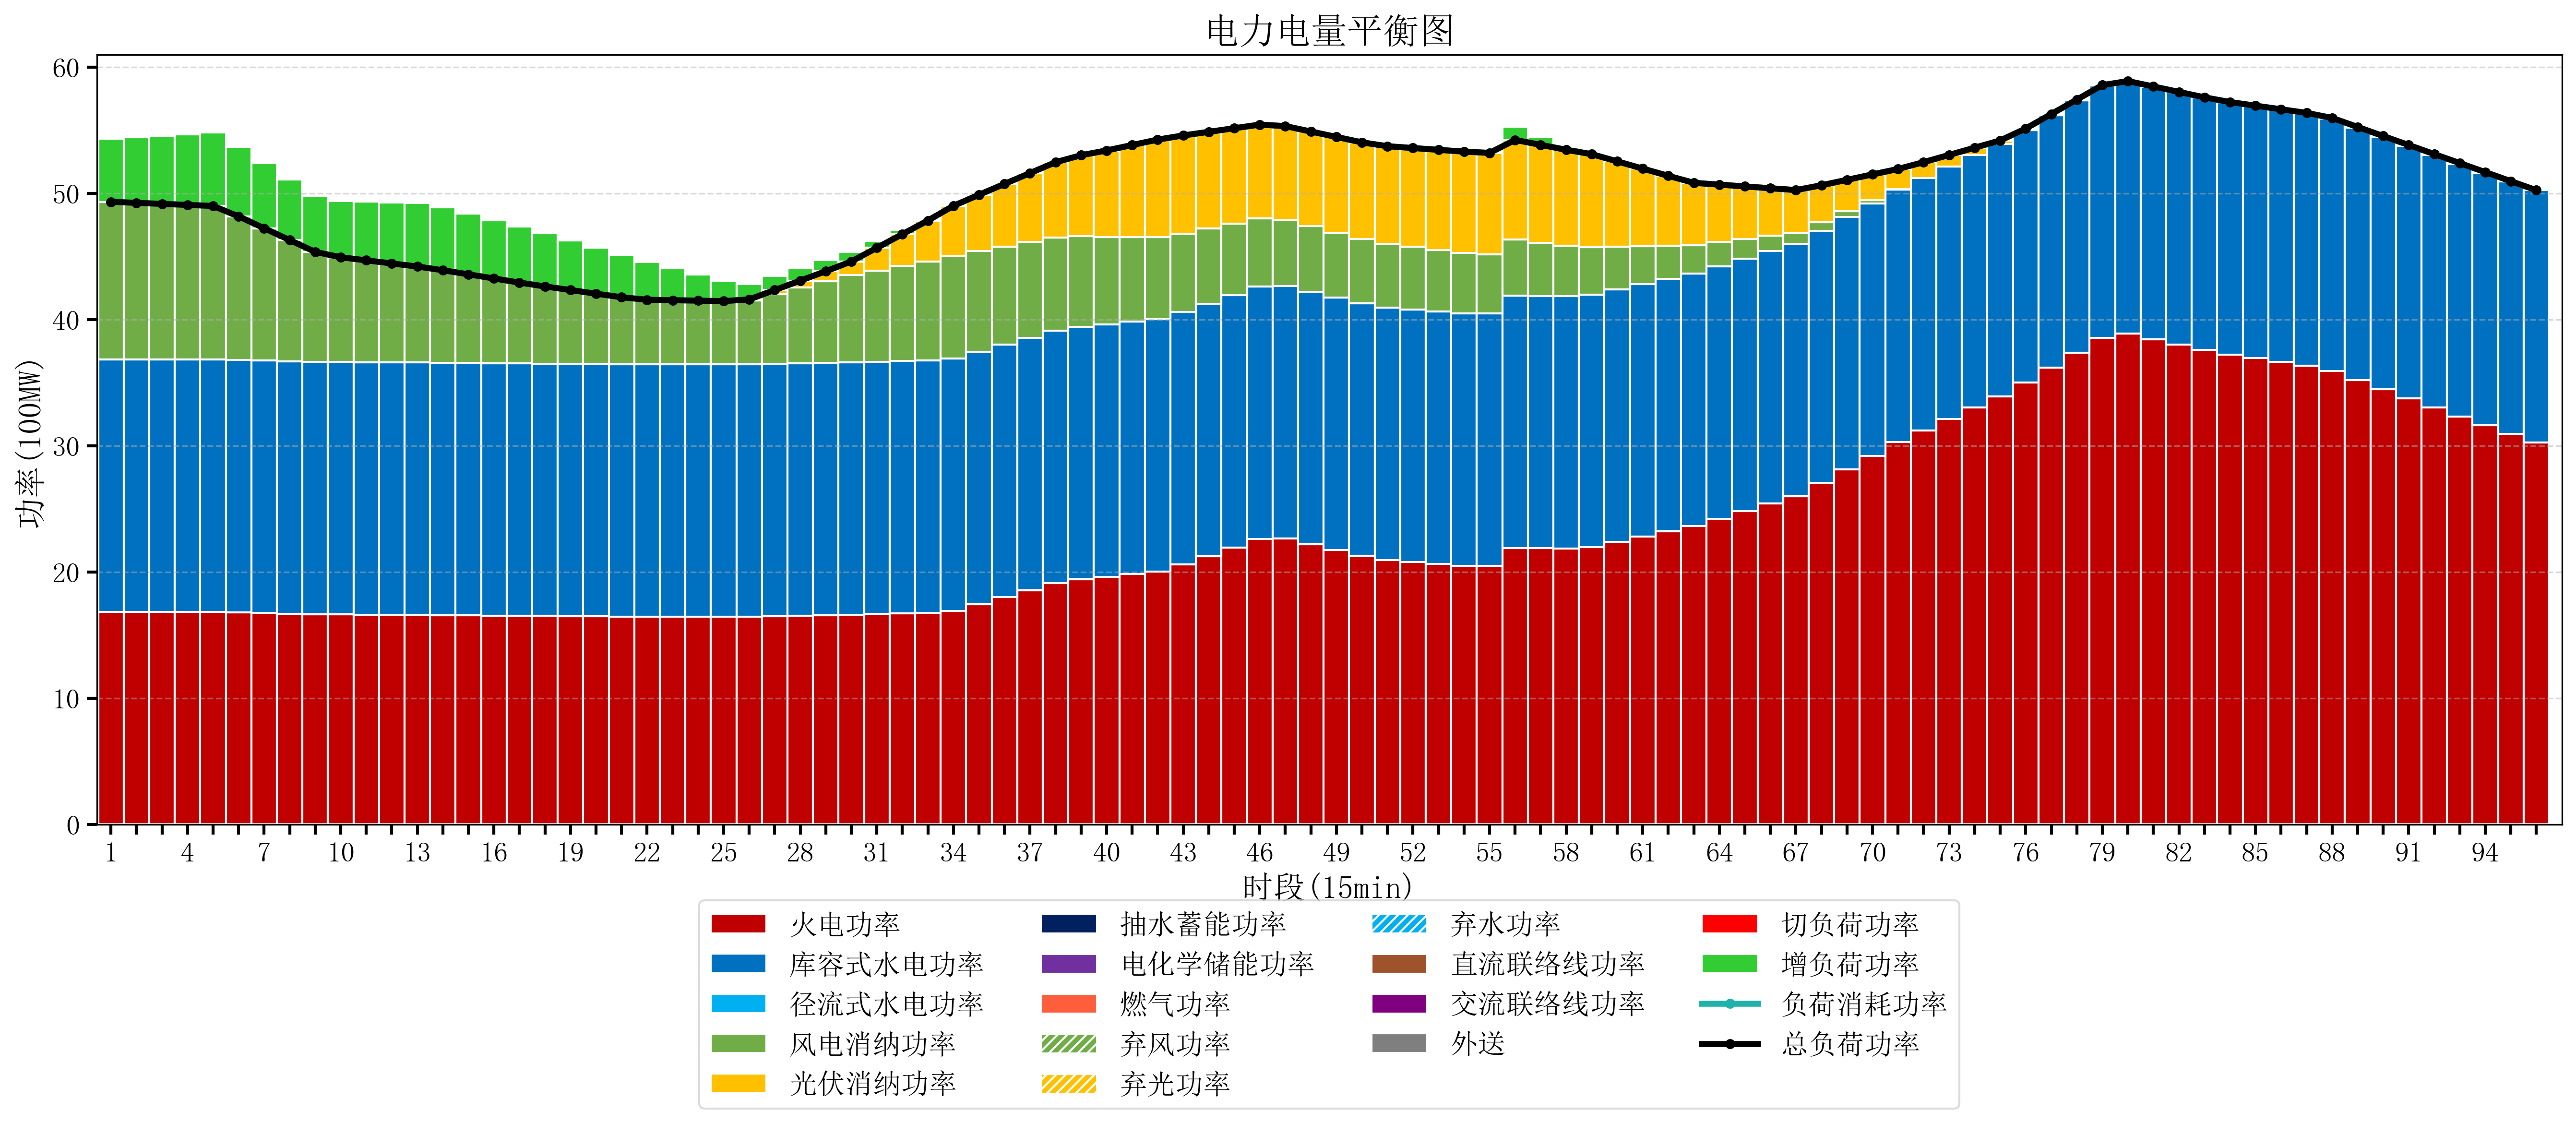 电力电量平衡图
功率(100MW)
60
50
40
30
20
10
0
1 4 7 10 13 16 19 22 25 28 31 34 37 40 43 46 49 52 55 58 61 64 67 70 73 76 79 82 85 88 91 94
时段(15min)
火电功率 抽水蓄能功率 弃水功率 切负荷功率
库容式水电功率 电化学储能功率 直流联络线功率 增负荷功率
径流式水电功率 燃气功率 交流联络线功率 负荷消耗功率
风电消纳功率 弃风功率 外送 总负荷功率
光伏消纳功率 弃光功率